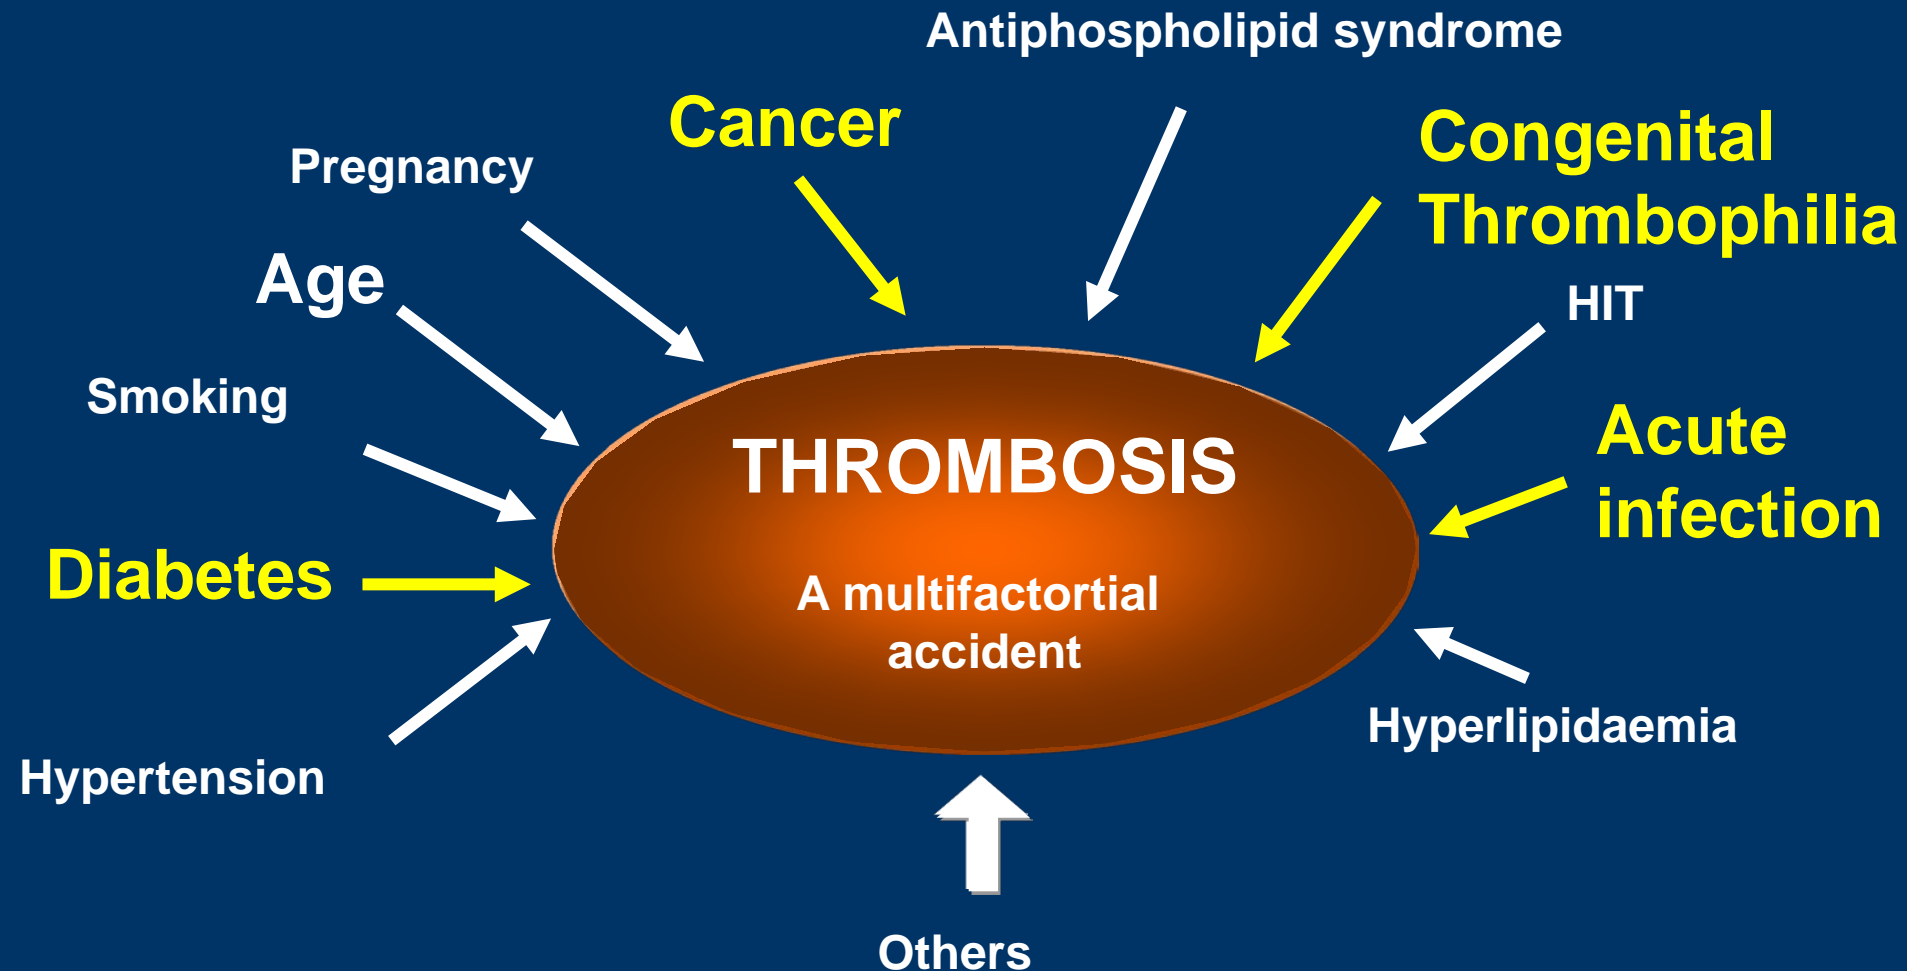 Antiphospholipid syndrome
Cancer
Congenital
Thrombophilia
Pregnancy
Age
HIT
Smoking
Acute
infection
THROMBOSIS
Diabetes
A multifactortial
accident
Hyperlipidaemia
Hypertension
Others